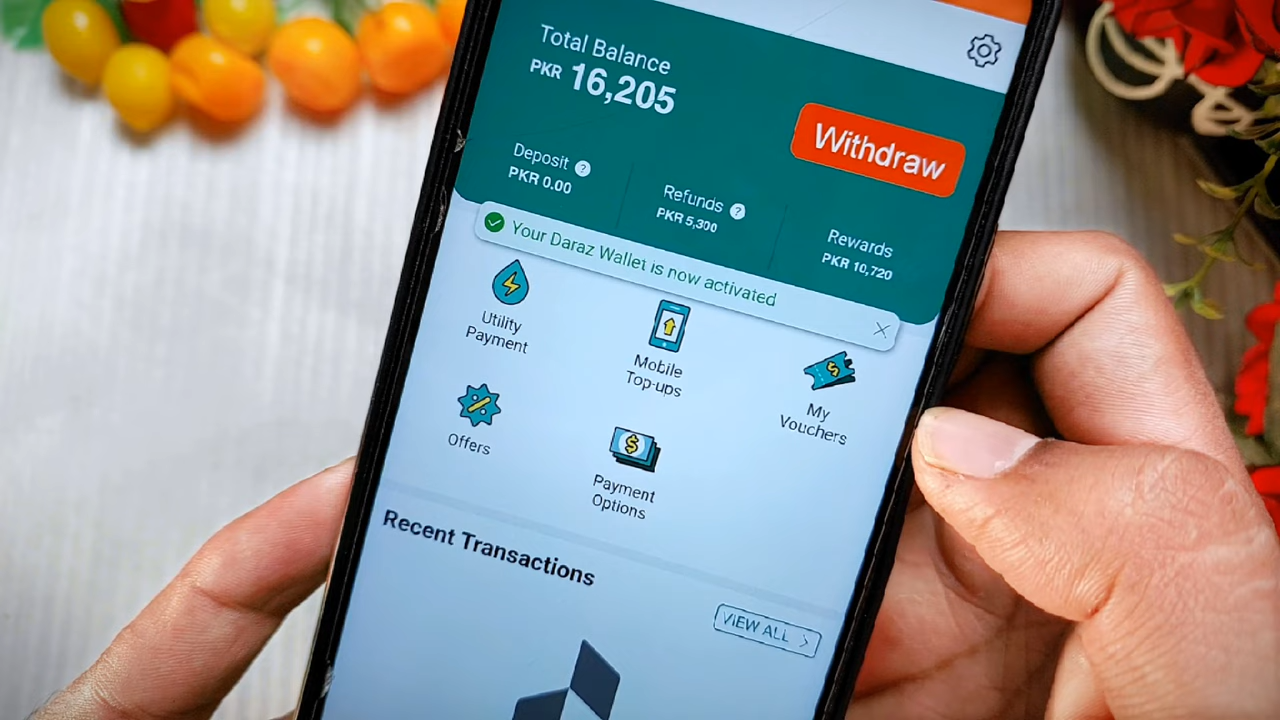 Total Balance
PKR 16,205
Withdraw
Deposit ?
PKR 0.00
Refunds ?
PKR 5,300
Rewards
PKR 10,720
Your Daraz Wallet is now activated
Utility
Payment
Mobile
Top-ups
My
Vouchers
Offers
Payment
Options
Recent Transactions
VIEW ALL >